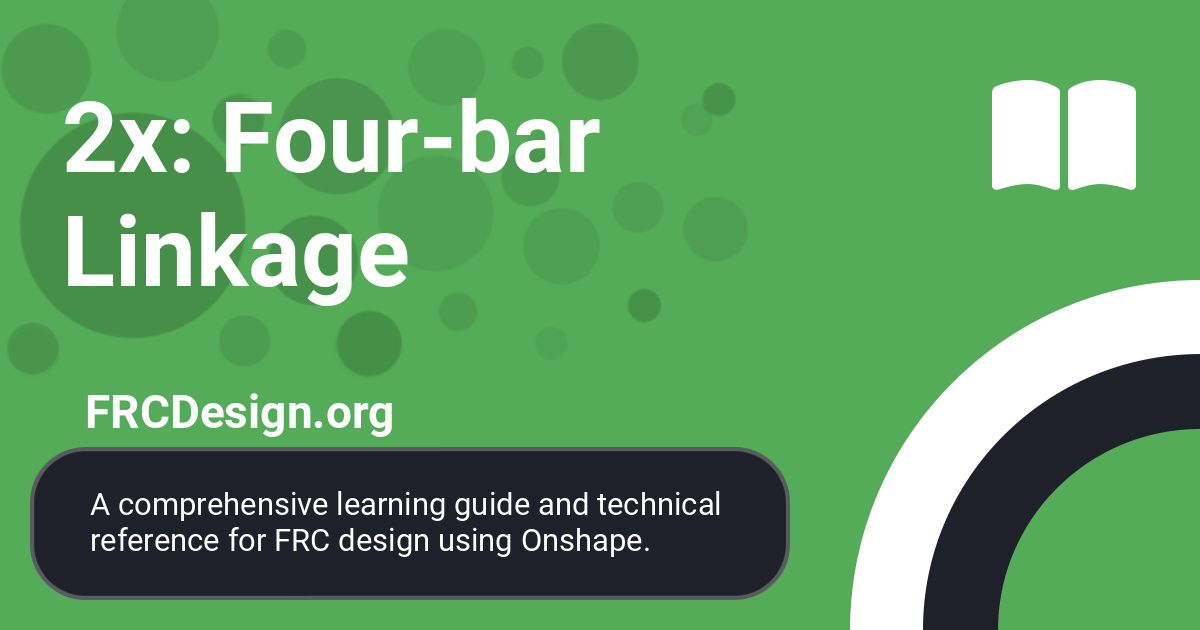 2x: Four-bar
Linkage
FRCDesign.org
A comprehensive learning guide and technical
reference for FRC design using Onshape.